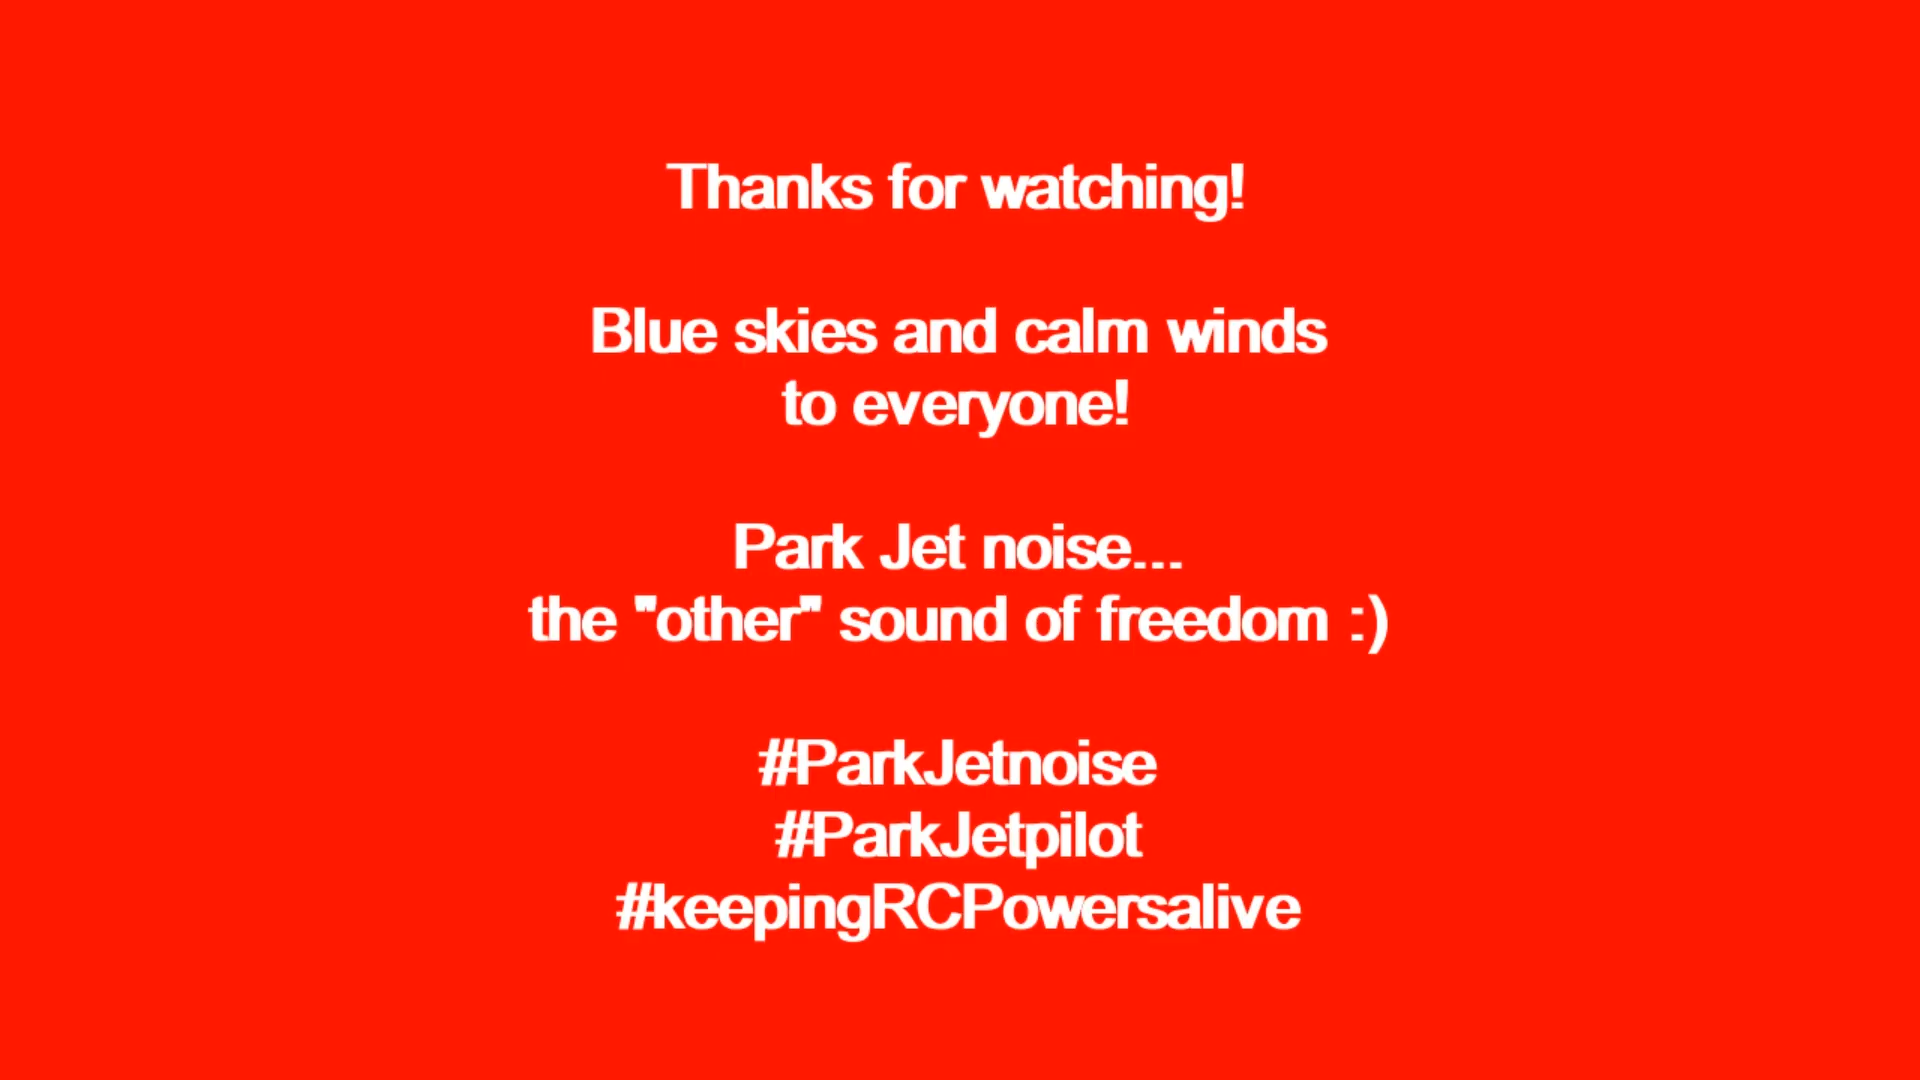 Thanks for watching!
Blue skies and calm winds
to everyone!
Park Jet noise...
the "other" sound of freedom :)
#ParkJetnoise
#ParkJetpilot
#keepingRCPowersalive